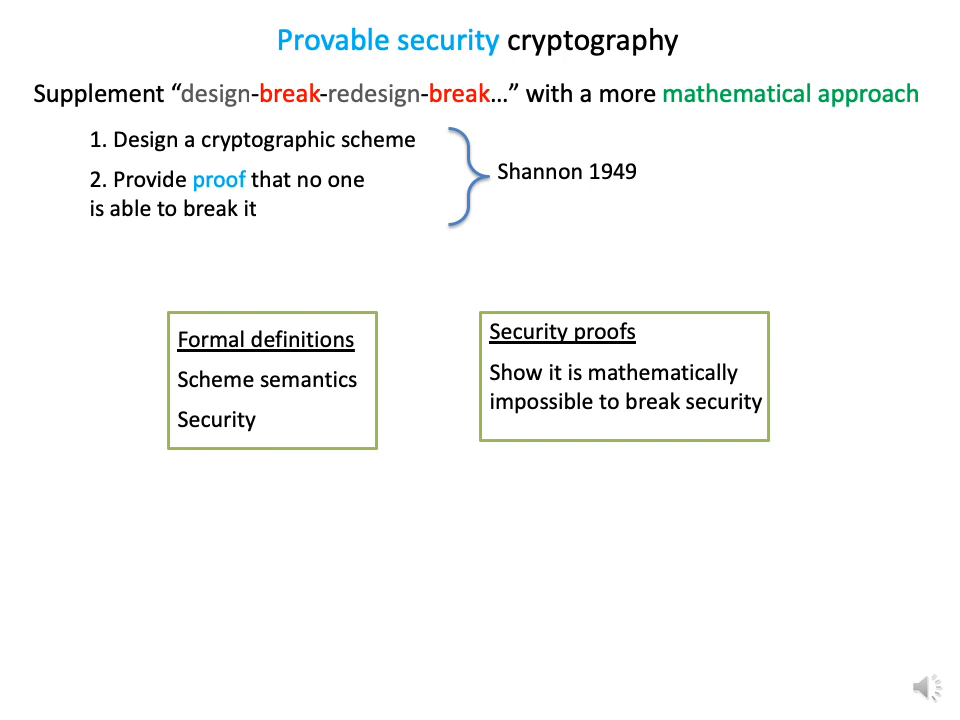 Provable security cryptography
Supplement “design-break-redesign-break…” with a more mathematical approach
1. Design a cryptographic scheme
2. Provide proof that no one
is able to break it
Shannon 1949
Formal definitions
Scheme semantics
Security
Security proofs
Show it is mathematically
impossible to break security